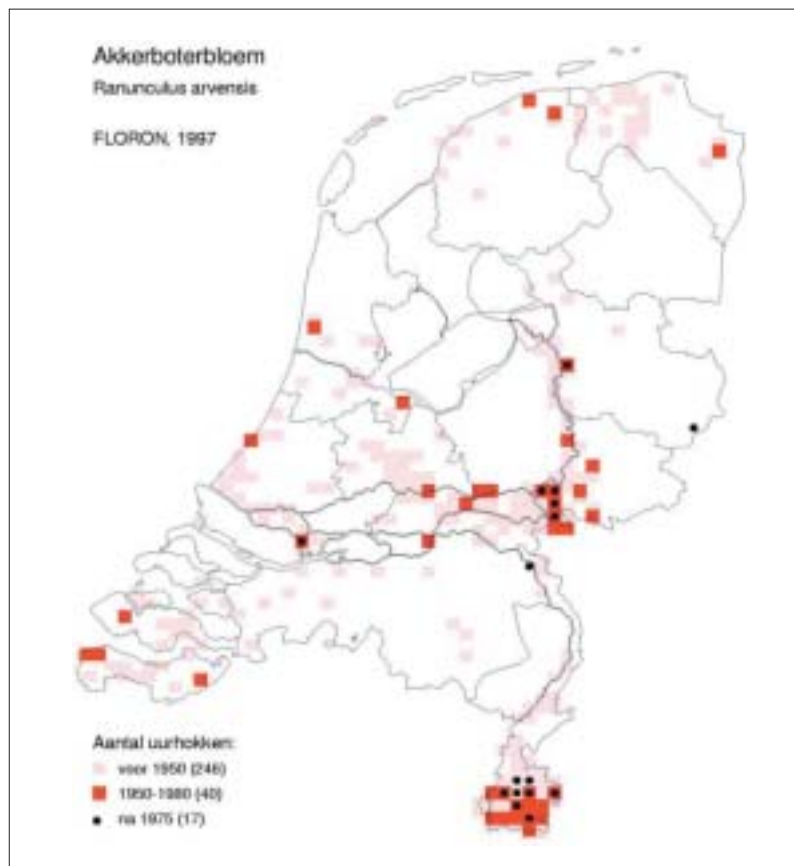 Akkerboterbloem
Ranunculus arvensis
FLORON, 1997
Aantal uurhokken:
voor 1950 (246)
1950-1980 (40)
na 1975 (17)